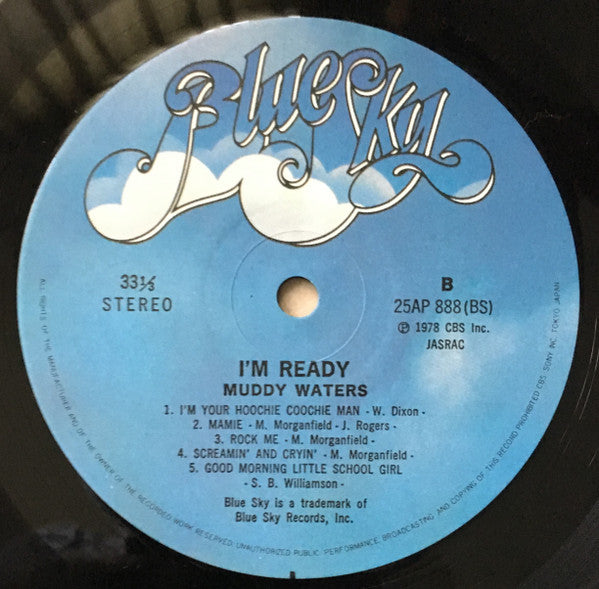 Blue Sky
33⅓
STEREO
B
25AP 888(BS)
℗ 1978 CBS Inc.
JASRAC
I'M READY
MUDDY WATERS
1. I'M YOUR HOOCHIE COOCHIE MAN - W. Dixon -
2. MAMIE - M. Morganfield - J. Rogers -
3. ROCK ME - M. Morganfield -
4. SCREAMIN' AND CRYIN' - M. Morganfield -
5. GOOD MORNING LITTLE SCHOOL GIRL
- S. B. Williamson -
Blue Sky is a trademark of
Blue Sky Records, Inc.
ALL RIGHTS OF THE MANUFACTURER AND OF THE OWNER OF THE RECORDED WORK RESERVED. UNAUTHORIZED PUBLIC PERFORMANCE, BROADCASTING AND COPYING OF THIS RECORD PROHIBITED CBS/SONY INC. TOKYO JAPAN